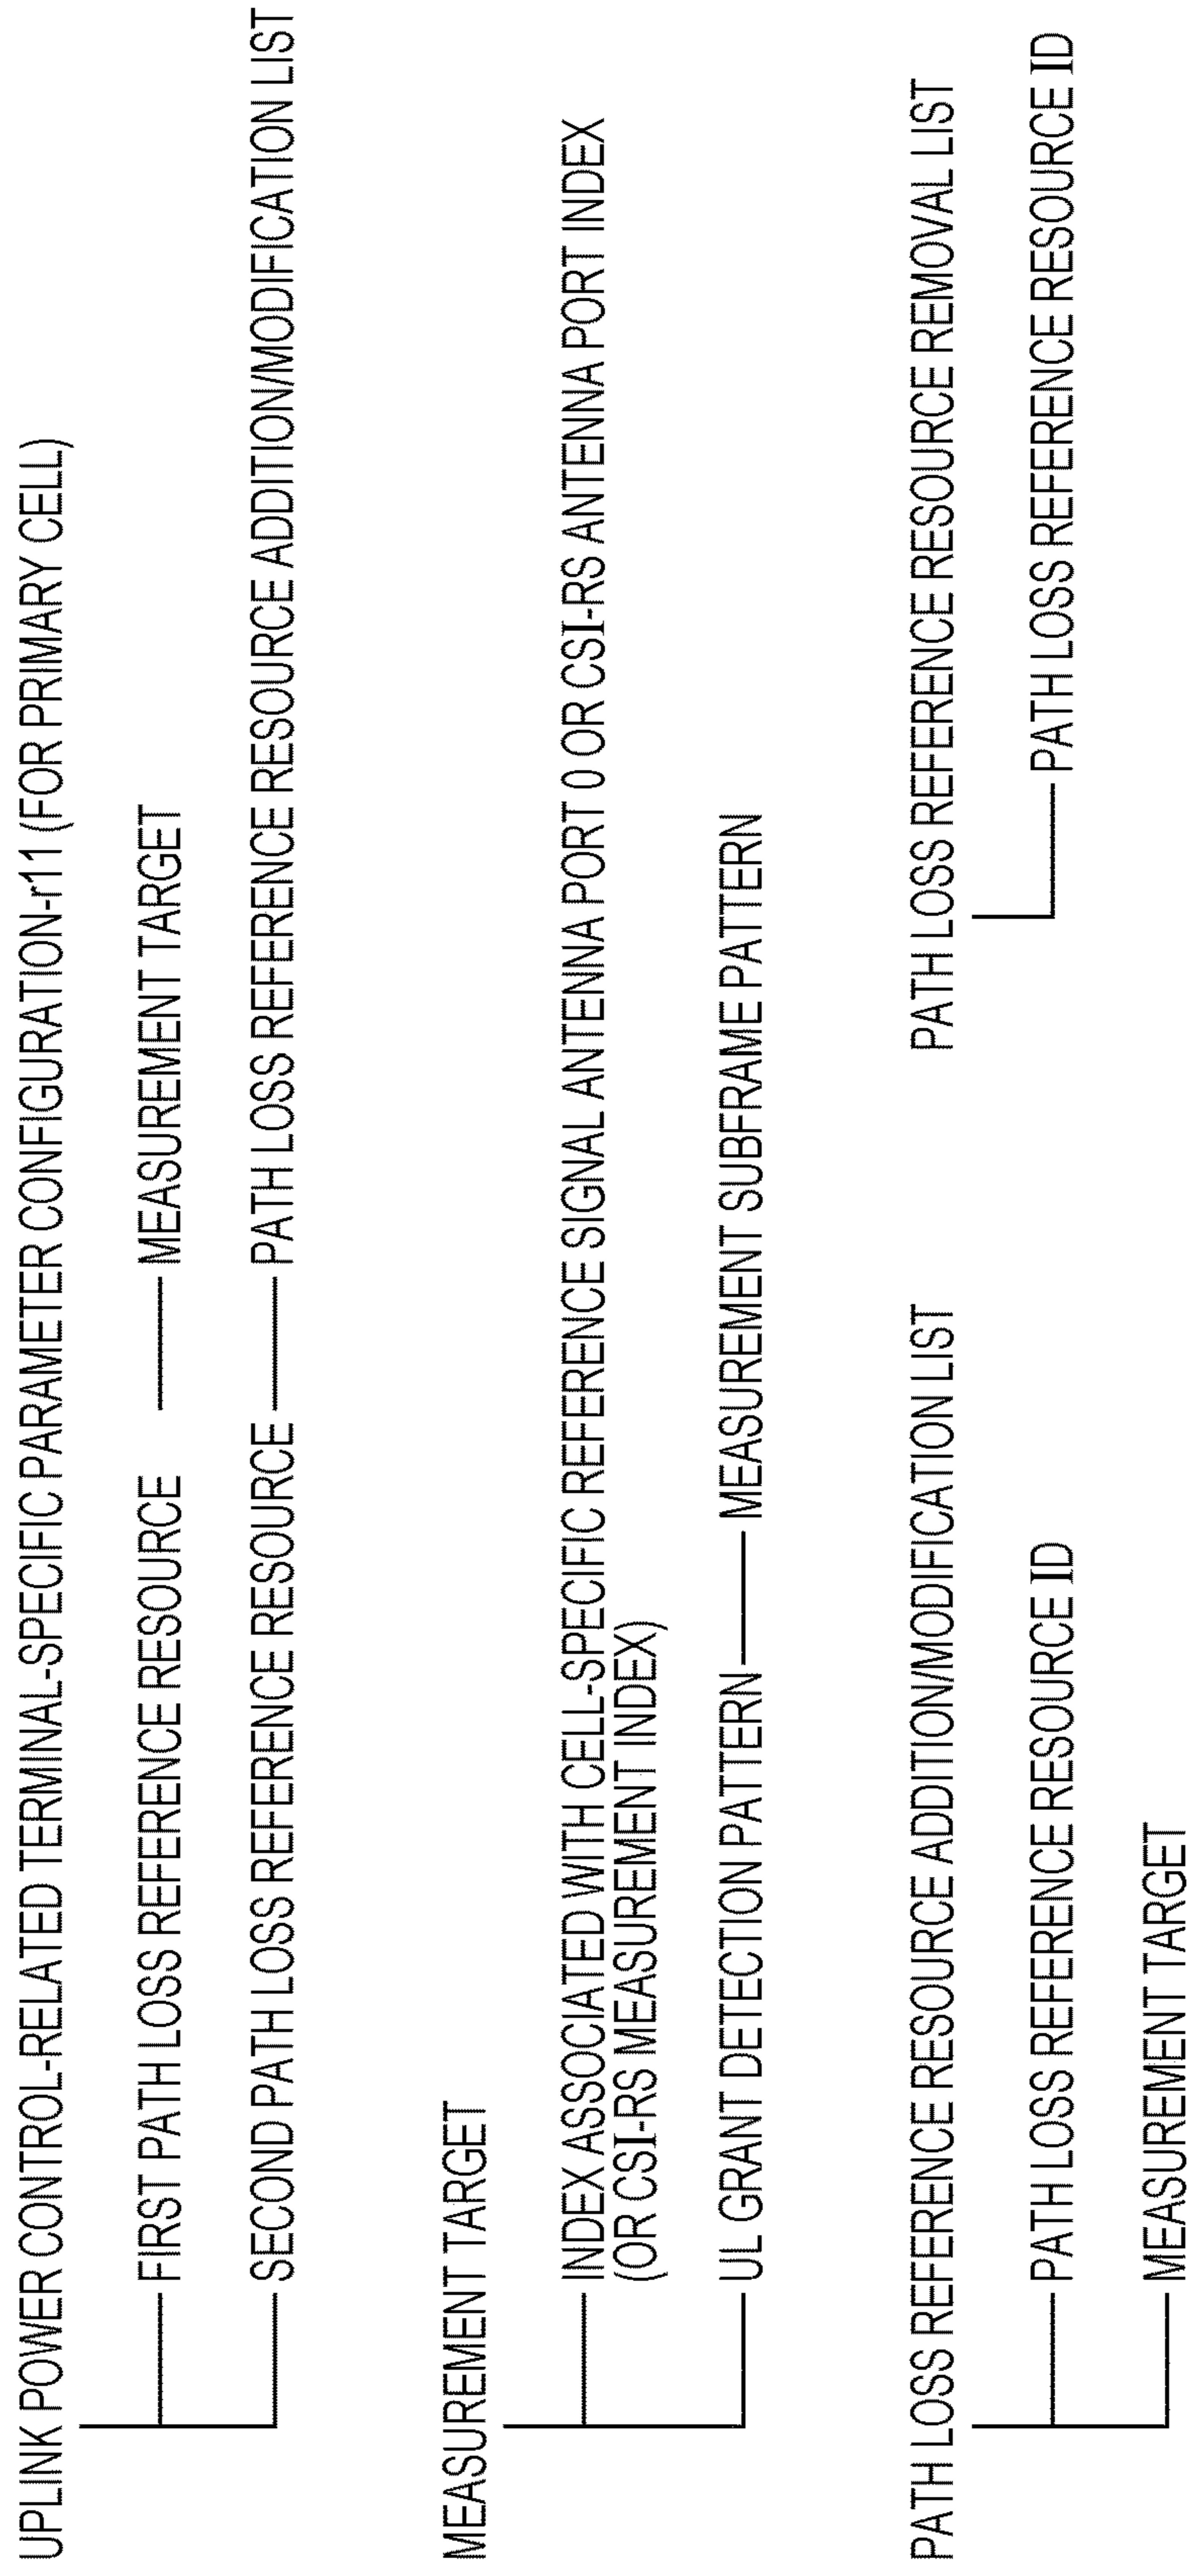 UPLINK POWER CONTROL-RELATED TERMINAL-SPECIFIC PARAMETER CONFIGURATION-r11 (FOR PRIMARY CELL)
FIRST PATH LOSS REFERENCE RESOURCE MEASUREMENT TARGET
SECOND PATH LOSS REFERENCE RESOURCE PATH LOSS REFERENCE RESOURCE ADDITION/MODIFICATION LIST
MEASUREMENT TARGET
INDEX ASSOCIATED WITH CELL-SPECIFIC REFERENCE SIGNAL ANTENNA PORT 0 OR CSI-RS ANTENNA PORT INDEX
(OR CSI-RS MEASUREMENT INDEX)
UL GRANT DETECTION PATTERN MEASUREMENT SUBFRAME PATTERN
PATH LOSS REFERENCE RESOURCE ADDITION/MODIFICATION LIST
PATH LOSS REFERENCE RESOURCE ID
MEASUREMENT TARGET
PATH LOSS REFERENCE RESOURCE REMOVAL LIST
PATH LOSS REFERENCE RESOURCE ID